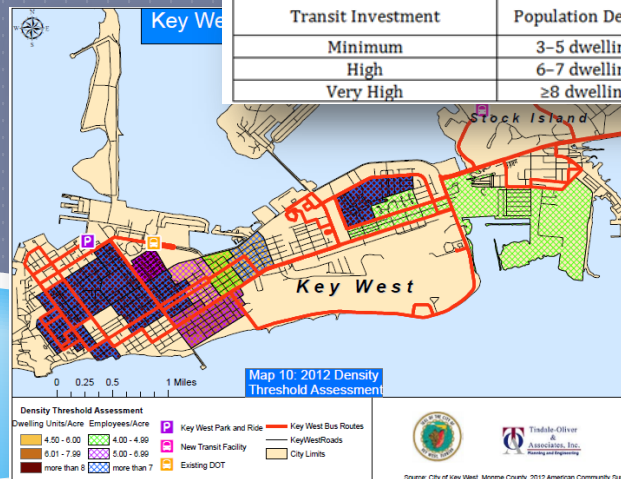 Key We
Transit Investment Population De
Minimum 3–5 dwellin
High 6–7 dwellin
Very High ≥8 dwellin
N
W E
S
Stock Island
P
Key West
0 0.25 0.5 1 Miles
Map 10: 2012 Density
Threshold Assessment
Density Threshold Assessment
Dwelling Units/Acre Employees/Acre
4.50 - 6.00 4.00 - 4.99
6.01 - 7.99 5.00 - 6.99
more than 8 more than 7
P Key West Park and Ride
New Transit Facility
Existing DOT
Key West Bus Routes
KeyWestRoads
City Limits
Tindale-Oliver
& Associates, Inc.
Planning and Engineering
Source: City of Key West, Monroe County, 2012 American Community Su